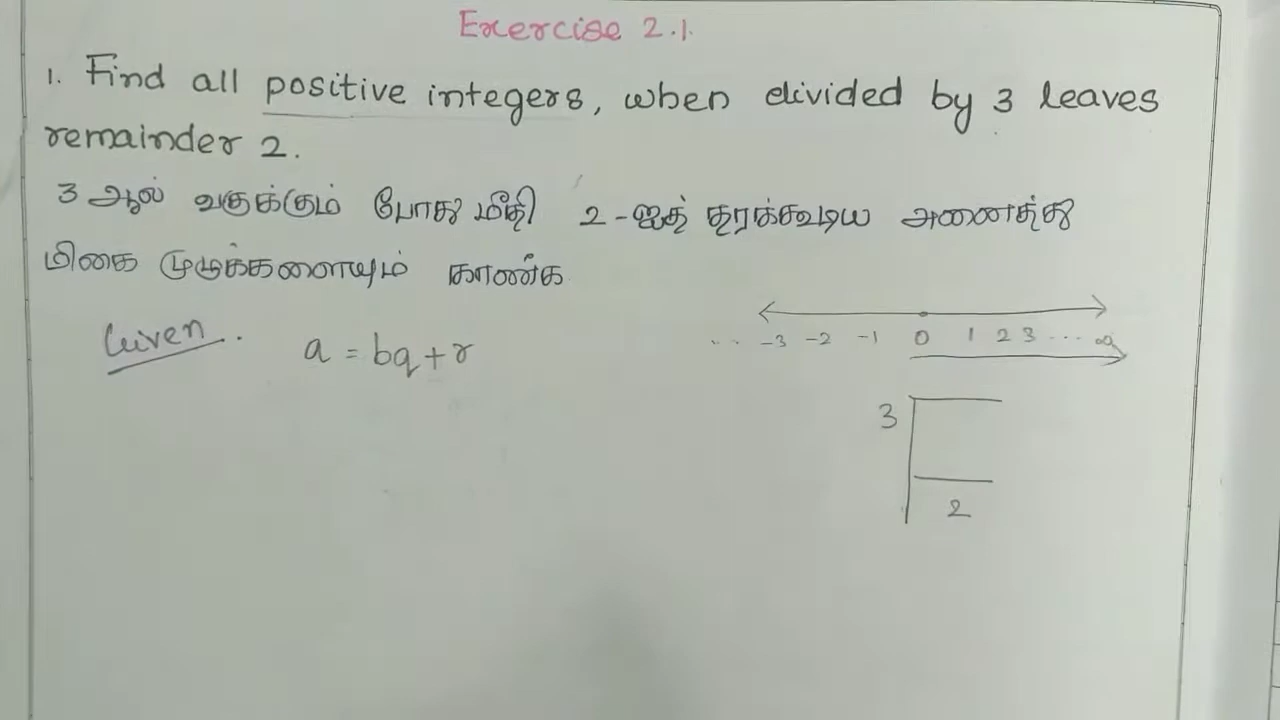 Exercise 2.1.
1. Find all positive integers, when divided by 3 leaves
remainder 2.
3 ஆல் வகுக்கும் போது மீதி 2-ஐத் தரக்கூடிய அனைத்து
மிகை முழுக்களையும் காண்க
Given. a = bq + r
... -3 -2 -1 0 1 2 3 ... ∞
3
2